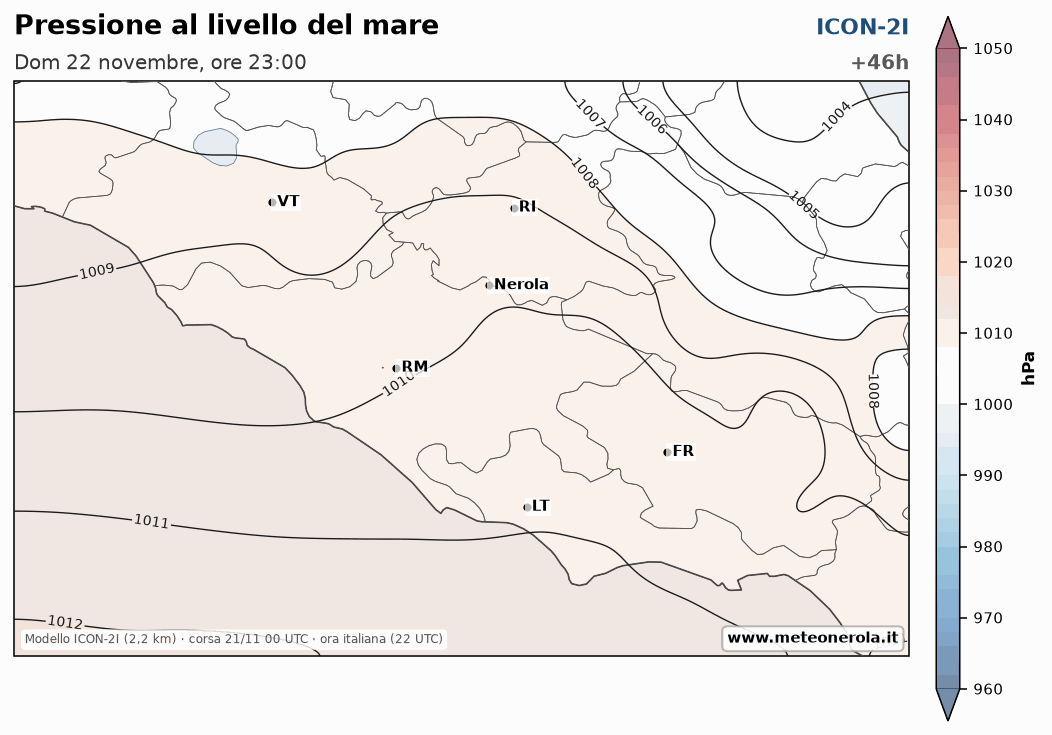 Pressione al livello del mare
ICON-2I
Dom 22 novembre, ore 23:00
+46h
1050
1040
1030
1020
1010
1000
990
980
970
960
hPa
1004
1007
1006
1008
1005
VT
RI
1009
Nerola
RM
1010
1008
FR
LT
1011
1012
Modello ICON-2I (2,2 km) · corsa 21/11 00 UTC · ora italiana (22 UTC)
www.meteonerola.it